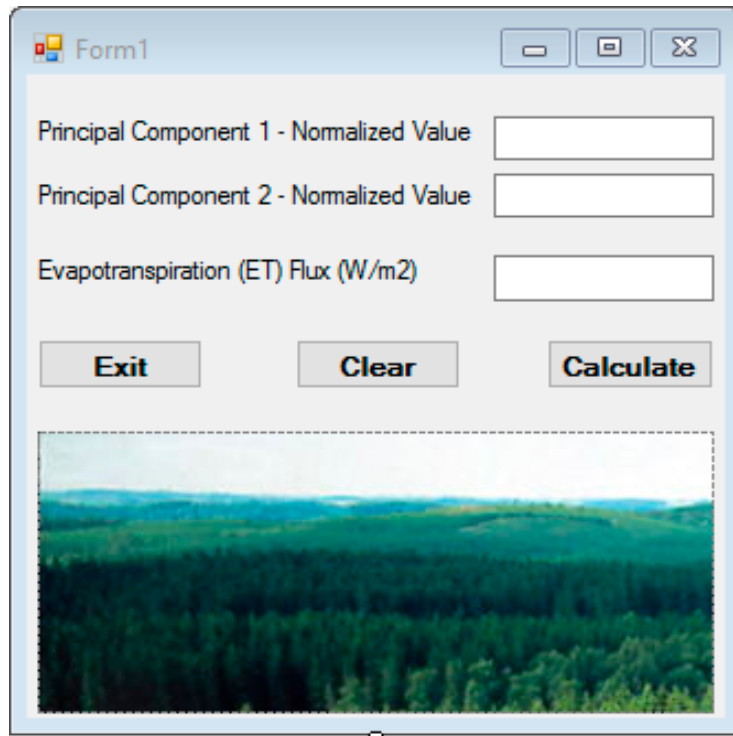 Form1
Principal Component 1 - Normalized Value
Principal Component 2 - Normalized Value
Evapotranspiration (ET) Flux (W/m2)
Exit Clear Calculate